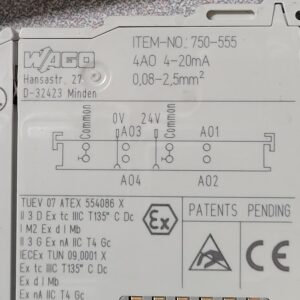 WAGO
ITEM-NO.: 750-555
4AO 4-20mA
0,08-2,5mm²
Hansastr. 27
D-32423 Minden
Common
0V 24V
Common
AO3 AO1
AO4 AO2
TUEV 07 ATEX 554086 X
II 3 D Ex tc IIIC T135° C Dc
I M2 Ex d I Mb
II 3 G Ex nA IIC T4 Gc
IECEx TUN 09.0001 X
Ex tc IIIC T135° C Dc
Ex d I Mb
Ex nA IIC T4 Gc
Ex
PATENTS PENDING
CE